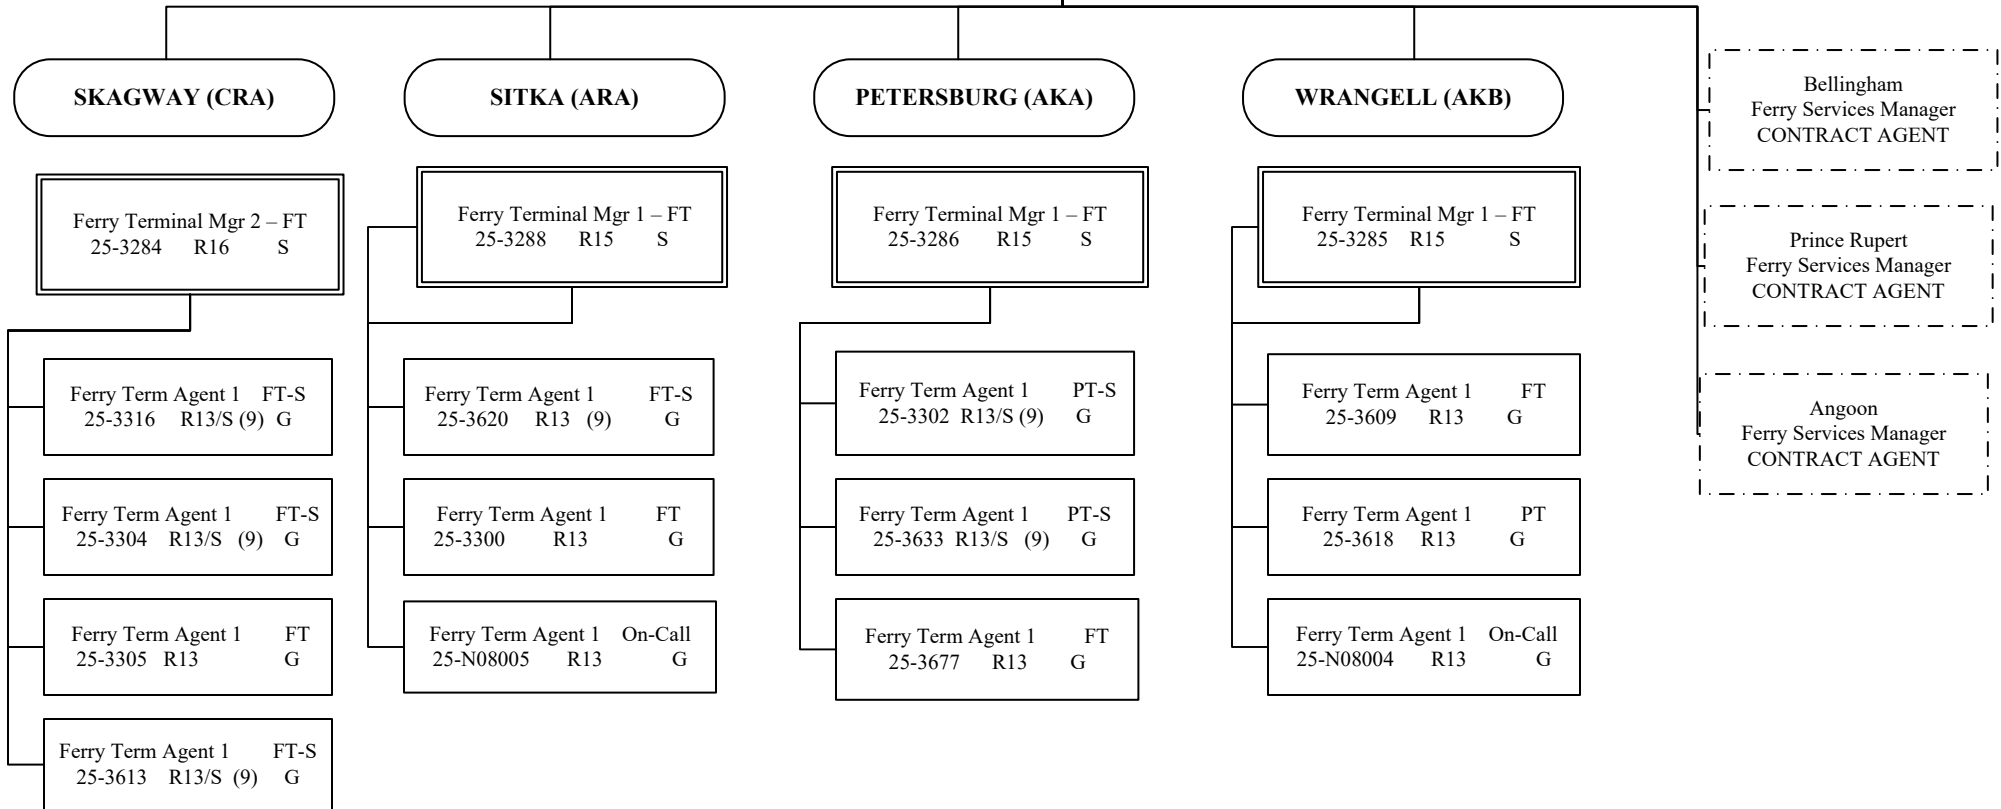 SKAGWAY (CRA)
Ferry Terminal Mgr 2 – FT
25-3284 R16 S
Ferry Term Agent 1 FT-S
25-3316 R13/S (9) G
Ferry Term Agent 1 FT-S
25-3304 R13/S (9) G
Ferry Term Agent 1 FT
25-3305 R13 G
Ferry Term Agent 1 FT-S
25-3613 R13/S (9) G
SITKA (ARA)
Ferry Terminal Mgr 1 – FT
25-3288 R15 S
Ferry Term Agent 1 FT-S
25-3620 R13 (9) G
Ferry Term Agent 1 FT
25-3300 R13 G
Ferry Term Agent 1 On-Call
25-N08005 R13 G
PETERSBURG (AKA)
Ferry Terminal Mgr 1 – FT
25-3286 R15 S
Ferry Term Agent 1 PT-S
25-3302 R13/S (9) G
Ferry Term Agent 1 PT-S
25-3633 R13/S (9) G
Ferry Term Agent 1 FT
25-3677 R13 G
WRANGELL (AKB)
Ferry Terminal Mgr 1 – FT
25-3285 R15 S
Ferry Term Agent 1 FT
25-3609 R13 G
Ferry Term Agent 1 PT
25-3618 R13 G
Ferry Term Agent 1 On-Call
25-N08004 R13 G
Bellingham
Ferry Services Manager
CONTRACT AGENT
Prince Rupert
Ferry Services Manager
CONTRACT AGENT
Angoon
Ferry Services Manager
CONTRACT AGENT